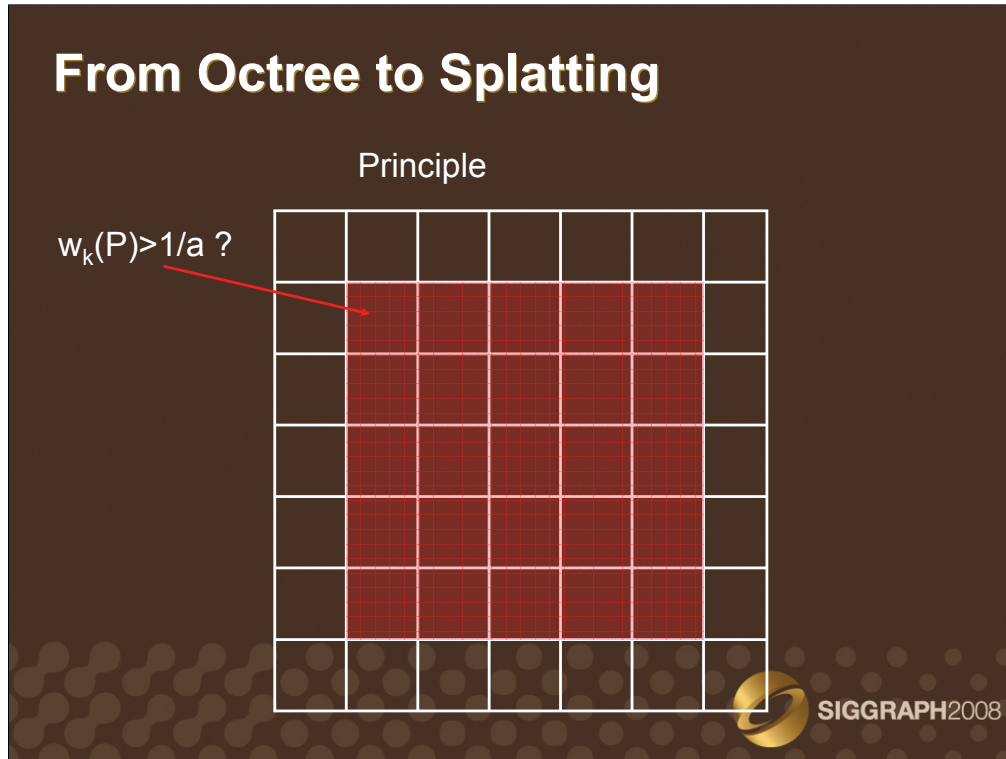 From Octree to Splatting
Principle
wₖ(P)>1/a ?
SIGGRAPH2008